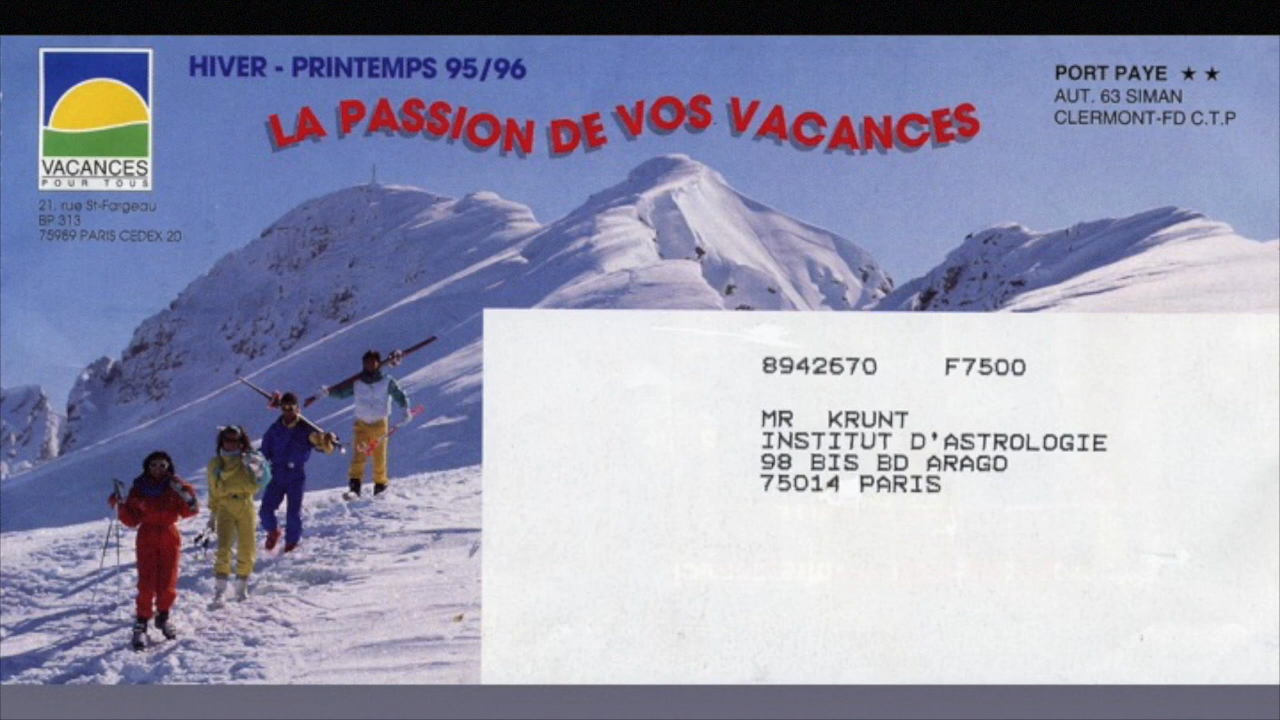 HIVER - PRINTEMPS 95/96
LA PASSION DE VOS VACANCES
VACANCES
POUR TOUS
21, rue St-Fargeau
BP 313
75989 PARIS CEDEX 20
PORT PAYE ★ ★
AUT. 63 SIMAN
CLERMONT-FD C.T.P
8942670 F7500
MR KRUNT
INSTITUT D'ASTROLOGIE
98 BIS BD ARAGO
75014 PARIS